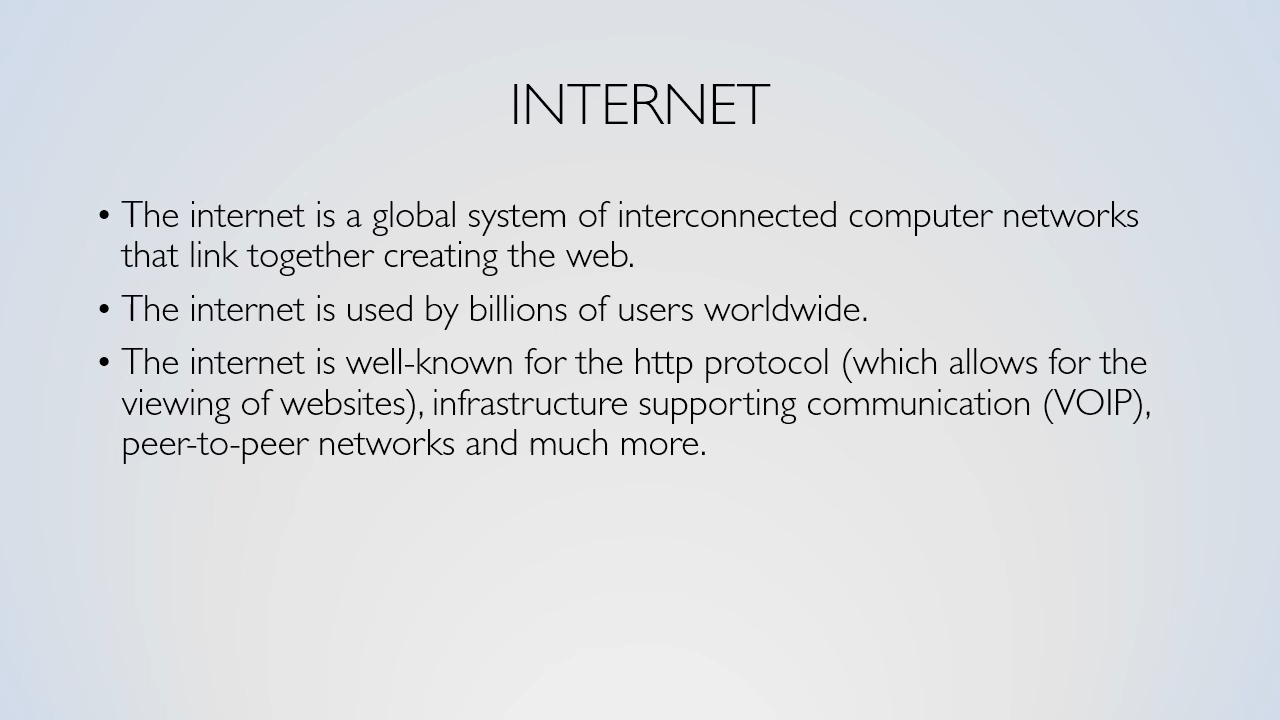 INTERNET
• The internet is a global system of interconnected computer networks
that link together creating the web.
• The internet is used by billions of users worldwide.
• The internet is well-known for the http protocol (which allows for the
viewing of websites), infrastructure supporting communication (VOIP),
peer-to-peer networks and much more.